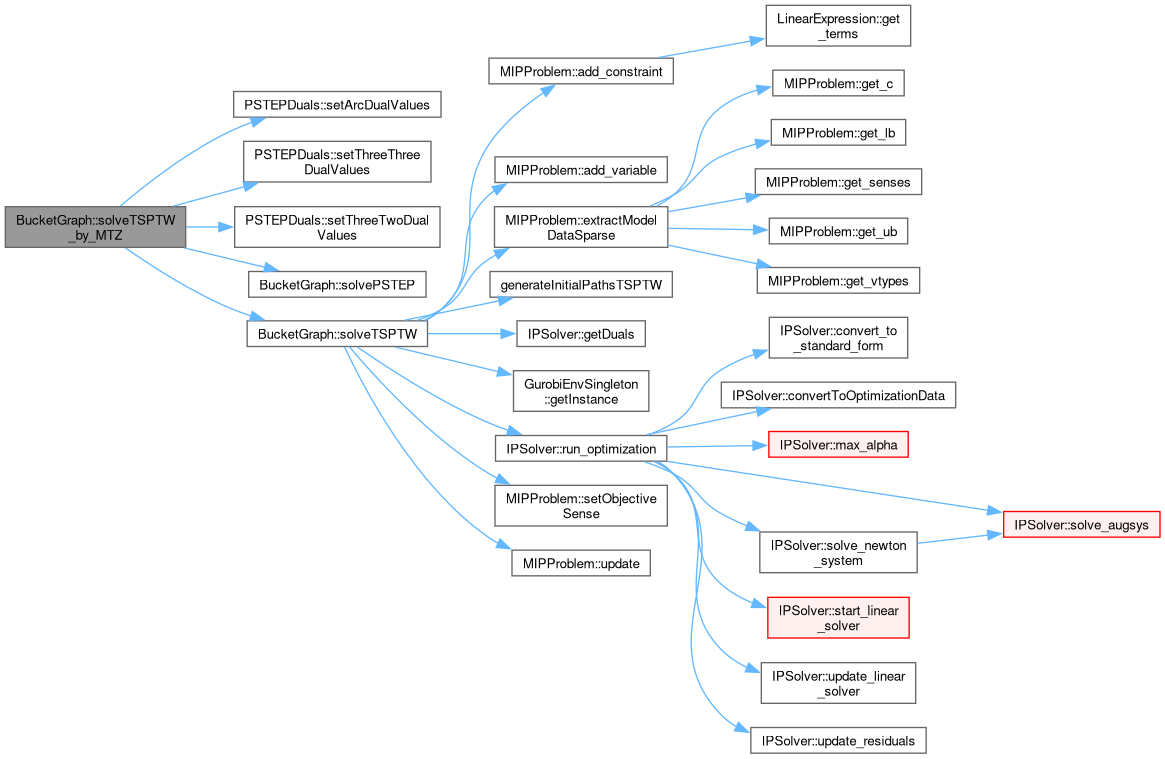 BucketGraph::solveTSPTW
_by_MTZ
PSTEPDuals::setArcDualValues
PSTEPDuals::setThreeThree
DualValues
PSTEPDuals::setThreeTwoDual
Values
BucketGraph::solvePSTEP
BucketGraph::solveTSPTW
MIPProblem::add_constraint
MIPProblem::add_variable
MIPProblem::extractModel
DataSparse
generateInitialPathsTSPTW
IPSolver::getDuals
GurobiEnvSingleton
::getInstance
IPSolver::run_optimization
MIPProblem::setObjective
Sense
MIPProblem::update
LinearExpression::get
_terms
MIPProblem::get_c
MIPProblem::get_lb
MIPProblem::get_senses
MIPProblem::get_ub
MIPProblem::get_vtypes
IPSolver::convert_to
_standard_form
IPSolver::convertToOptimizationData
IPSolver::max_alpha
IPSolver::solve_newton
_system
IPSolver::start_linear
_solver
IPSolver::update_linear
_solver
IPSolver::update_residuals
IPSolver::solve_augsys